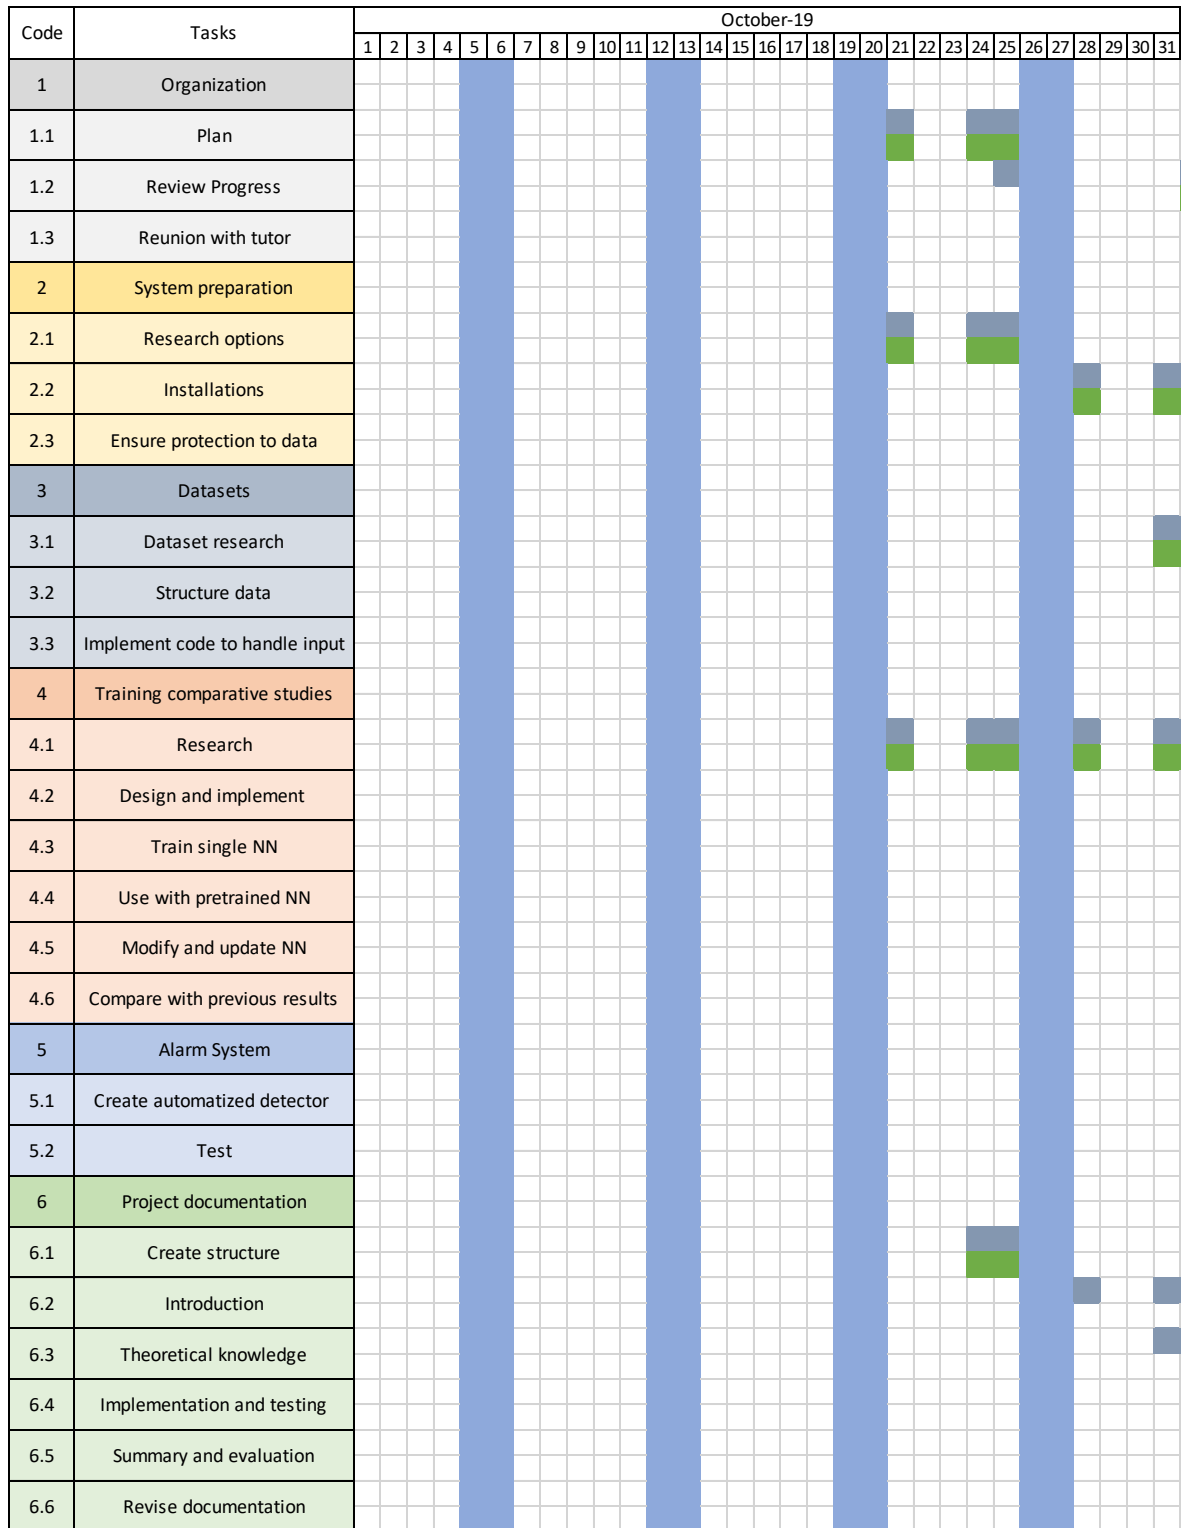 October-19
Code Tasks
1 2 3 4 5 6 7 8 9 10 11 12 13 14 15 16 17 18 19 20 21 22 23 24 25 26 27 28 29 30 31
1 Organization
1.1 Plan
1.2 Review Progress
1.3 Reunion with tutor
2 System preparation
2.1 Research options
2.2 Installations
2.3 Ensure protection to data
3 Datasets
3.1 Dataset research
3.2 Structure data
3.3 Implement code to handle input
4 Training comparative studies
4.1 Research
4.2 Design and implement
4.3 Train single NN
4.4 Use with pretrained NN
4.5 Modify and update NN
4.6 Compare with previous results
5 Alarm System
5.1 Create automatized detector
5.2 Test
6 Project documentation
6.1 Create structure
6.2 Introduction
6.3 Theoretical knowledge
6.4 Implementation and testing
6.5 Summary and evaluation
6.6 Revise documentation